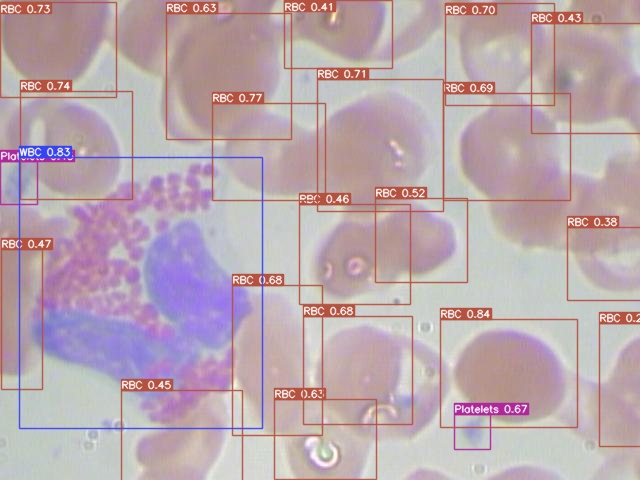 RBC 0.73
RBC 0.63
RBC 0.41
RBC 0.70
RBC 0.43
RBC 0.74
RBC 0.71
RBC 0.77
RBC 0.69
WBC 0.83
RBC 0.46
RBC 0.52
RBC 0.38
RBC 0.47
RBC 0.68
RBC 0.68
RBC 0.84
RBC 0.45
RBC 0.63
Platelets 0.67